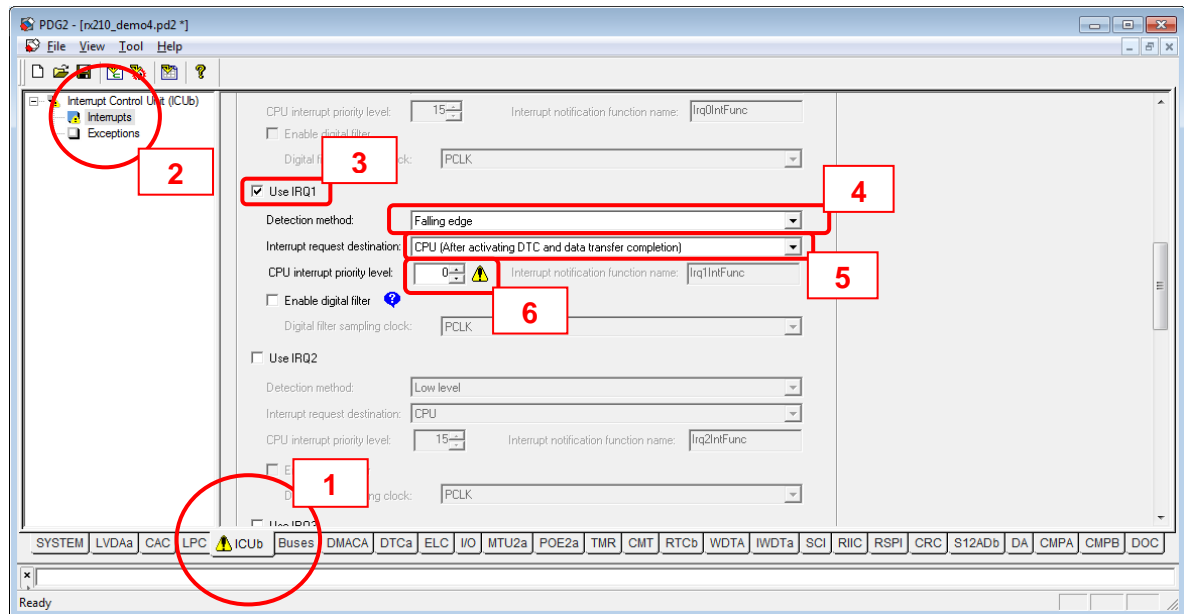 PDG2 - [rx210_demo4.pd2 *]
File View Tool Help
Interrupt Control Unit (ICUb)
Interrupts
Exceptions
2
CPU interrupt priority level: 15 Interrupt notification function name: Irq0IntFunc
Enable digital filter
Digital PCLK
3
Use IRQ1
4
Detection method: Falling edge
Interrupt request destination: CPU (After activating DTC and data transfer completion)
5
CPU interrupt priority level: 0 Interrupt notification function name: Irq1IntFunc
6
Enable digital filter
Digital filter sampling clock: PCLK
Use IRQ2
Detection method: Low level
Interrupt request destination: CPU
CPU interrupt priority level: 15 Interrupt notification function name: Irq2IntFunc
1
clock: PCLK
Use IRQ3
SYSTEM LVDAa CAC LPC ICUb Buses DMACA DTCa ELC I/O MTU2a POE2a TMR CMT RTCb WDTA IWDTa SCI RIIC RSPI CRC S12ADb DA CMPA CMPB DOC
Ready